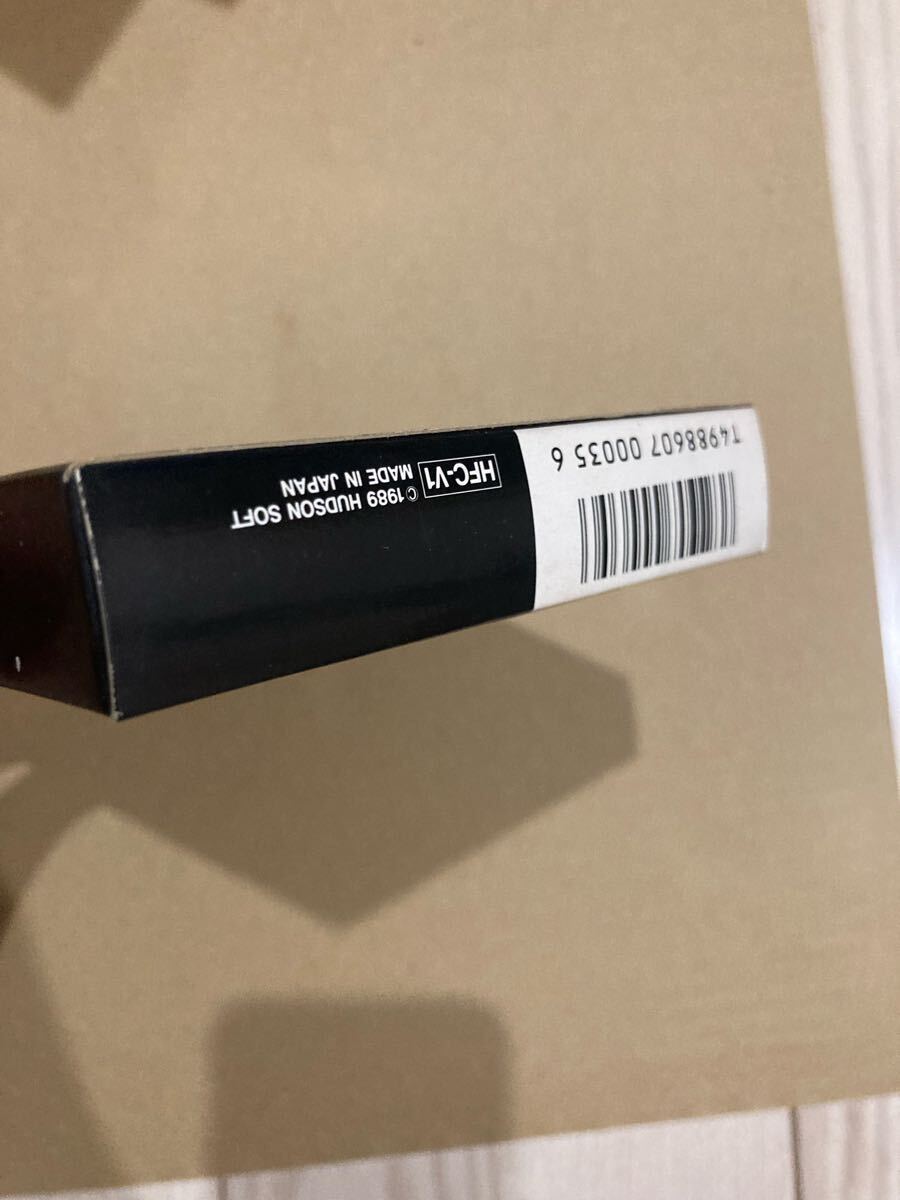 T4988607 00035 6
HFC-V1
© 1989 HUDSON SOFT
MADE IN JAPAN